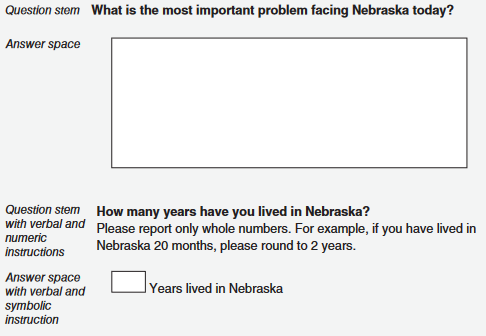 Question stem What is the most important problem facing Nebraska today?
Answer space
Question stem How many years have you lived in Nebraska?
with verbal and Please report only whole numbers. For example, if you have lived in
numeric Nebraska 20 months, please round to 2 years.
instructions
Answer space
with verbal and Years lived in Nebraska
symbolic
instruction